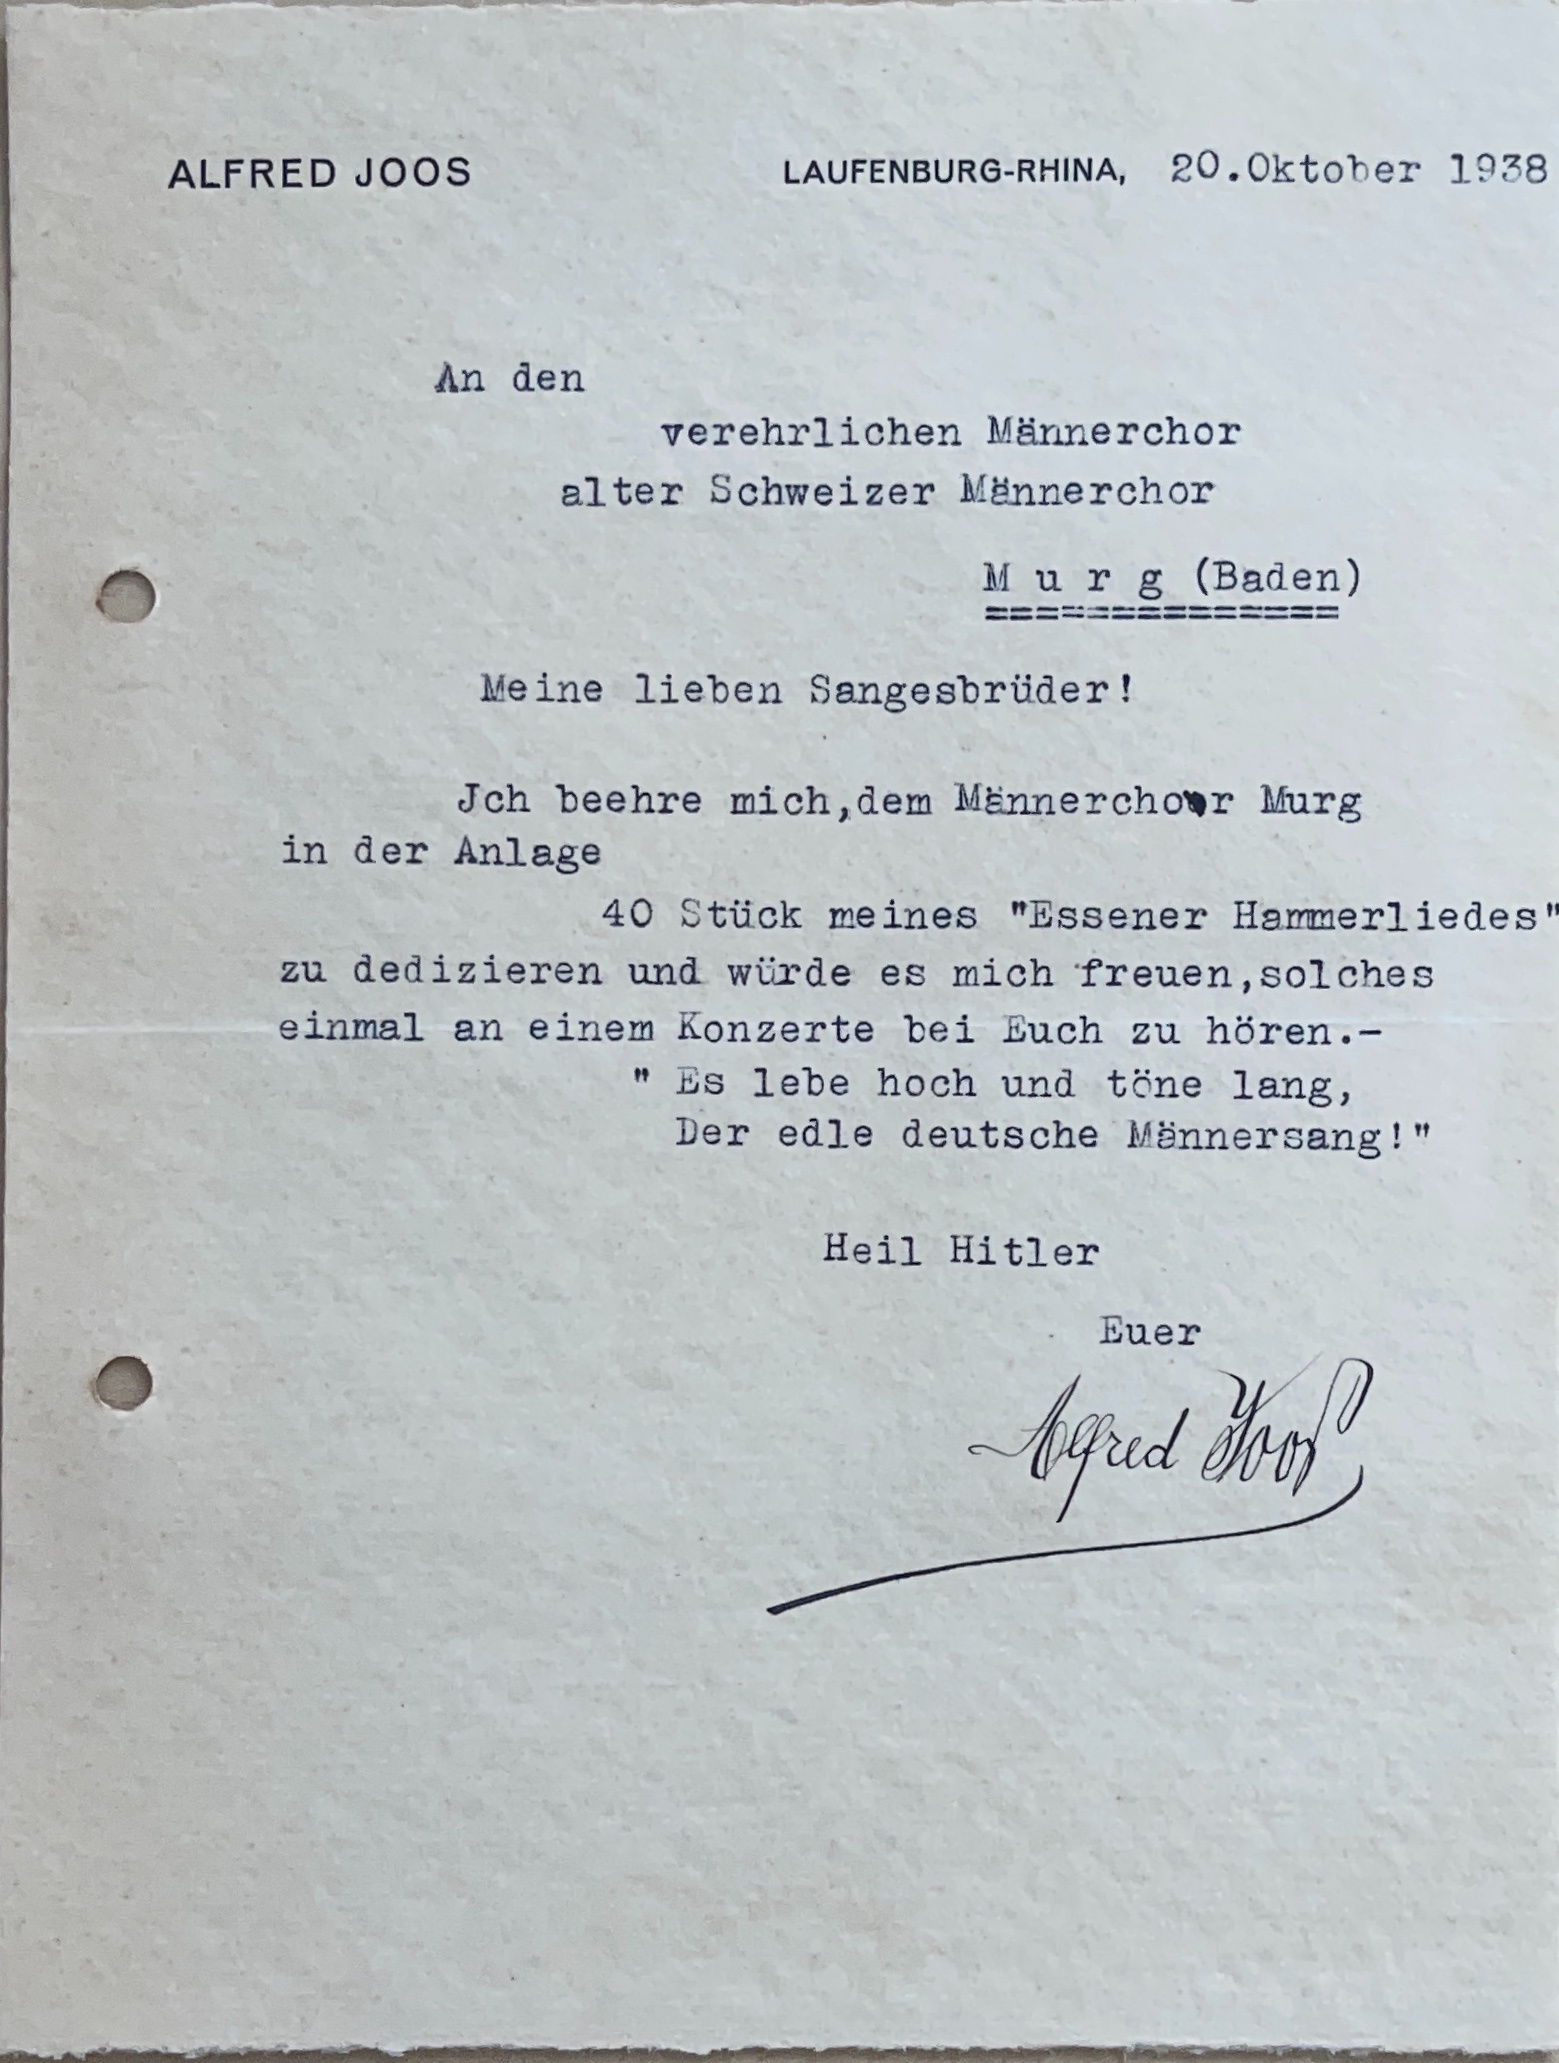 ALFRED JOOS LAUFENBURG-RHINA, 20.Oktober 1938
An den
verehrlichen Männerchor
alter Schweizer Männerchor
M u r g (Baden)
==============
Meine lieben Sangesbrüder!
Jch beehre mich,dem Männerchor Murg
in der Anlage
40 Stück meines "Essener Hammerliedes"
zu dedizieren und würde es mich freuen,solches
einmal an einem Konzerte bei Euch zu hören.-
" Es lebe hoch und töne lang,
Der edle deutsche Männersang!"
Heil Hitler
Euer
Alfred Joos